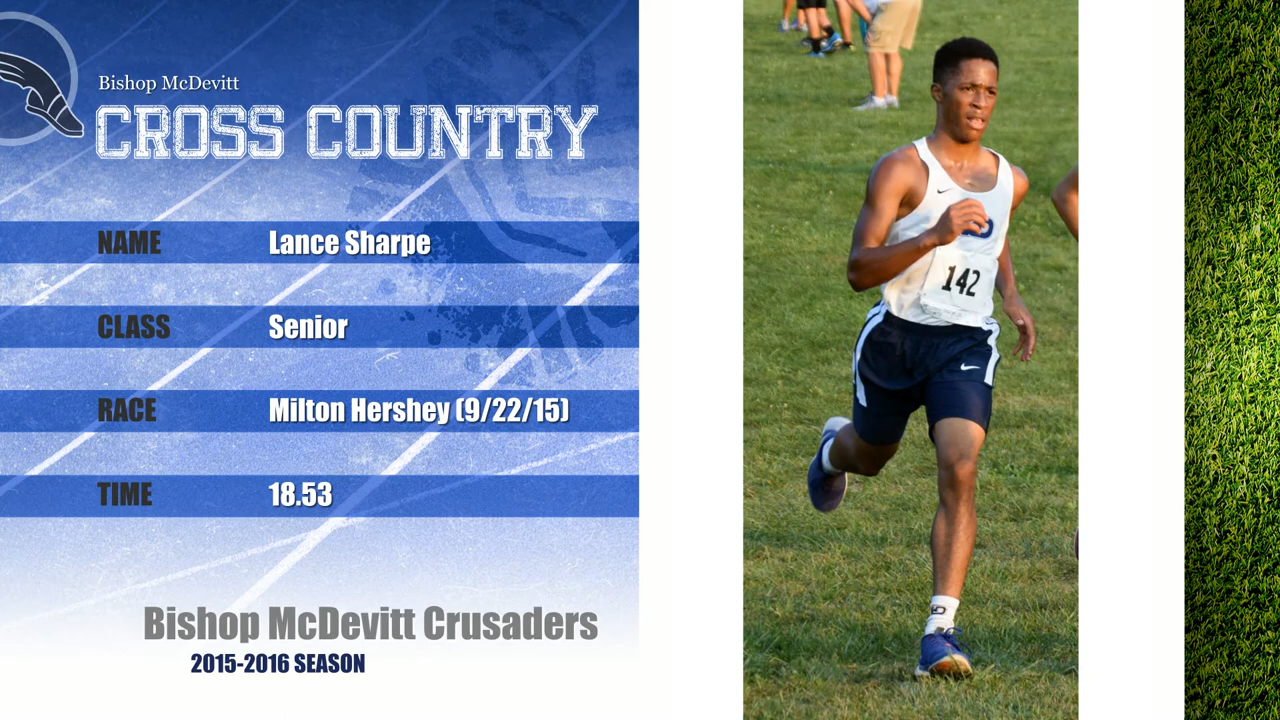 Bishop McDevitt
CROSS COUNTRY
NAME Lance Sharpe
CLASS Senior
RACE Milton Hershey (9/22/15)
TIME 18.53
Bishop McDevitt Crusaders
2015-2016 SEASON
142